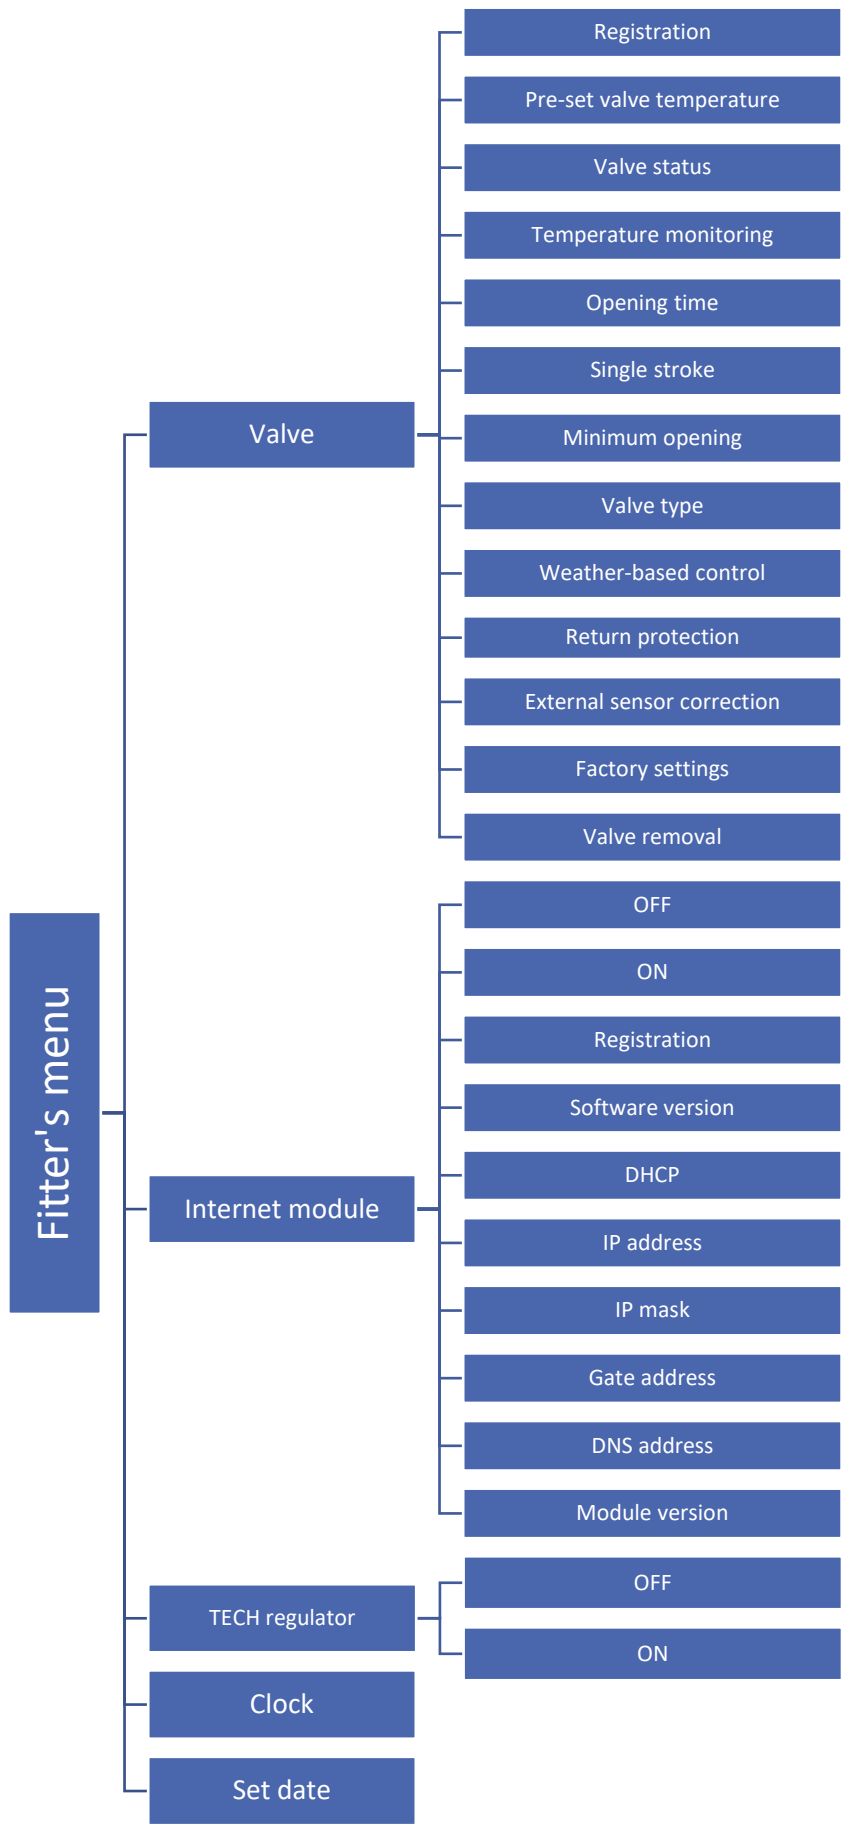 Fitter's menu
Valve
Registration
Pre-set valve temperature
Valve status
Temperature monitoring
Opening time
Single stroke
Minimum opening
Valve type
Weather-based control
Return protection
External sensor correction
Factory settings
Valve removal
Internet module
OFF
ON
Registration
Software version
DHCP
IP address
IP mask
Gate address
DNS address
Module version
TECH regulator
OFF
ON
Clock
Set date